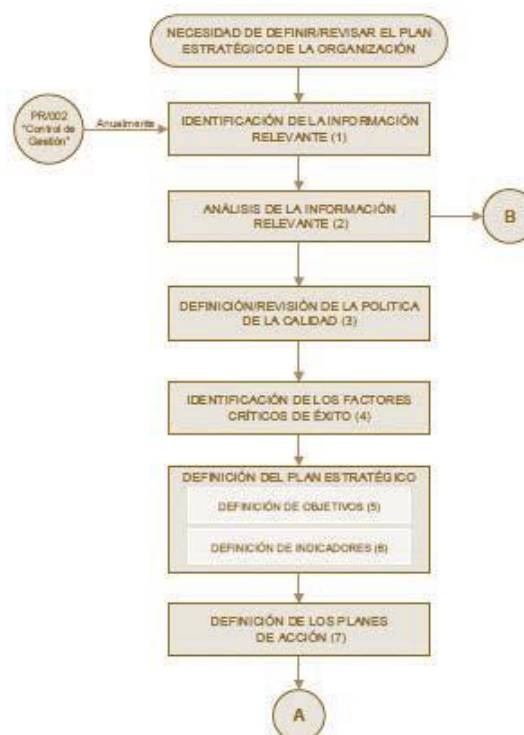 NECESIDAD DE DEFINIR/REVISAR EL PLAN
ESTRATÉGICO DE LA ORGANIZACIÓN
PR/002
"Control de
Gestión"
Anualmente
IDENTIFICACIÓN DE LA INFORMACIÓN
RELEVANTE (1)
ANÁLISIS DE LA INFORMACIÓN
RELEVANTE (2)
B
DEFINICIÓN/REVISIÓN DE LA POLITICA
DE LA CALIDAD (3)
IDENTIFICACIÓN DE LOS FACTORES
CRÍTICOS DE ÉXITO (4)
DEFINICIÓN DEL PLAN ESTRATÉGICO
DEFINICIÓN DE OBJETIVOS (5)
DEFINICIÓN DE INDICADORES (6)
DEFINICIÓN DE LOS PLANES
DE ACCIÓN (7)
A